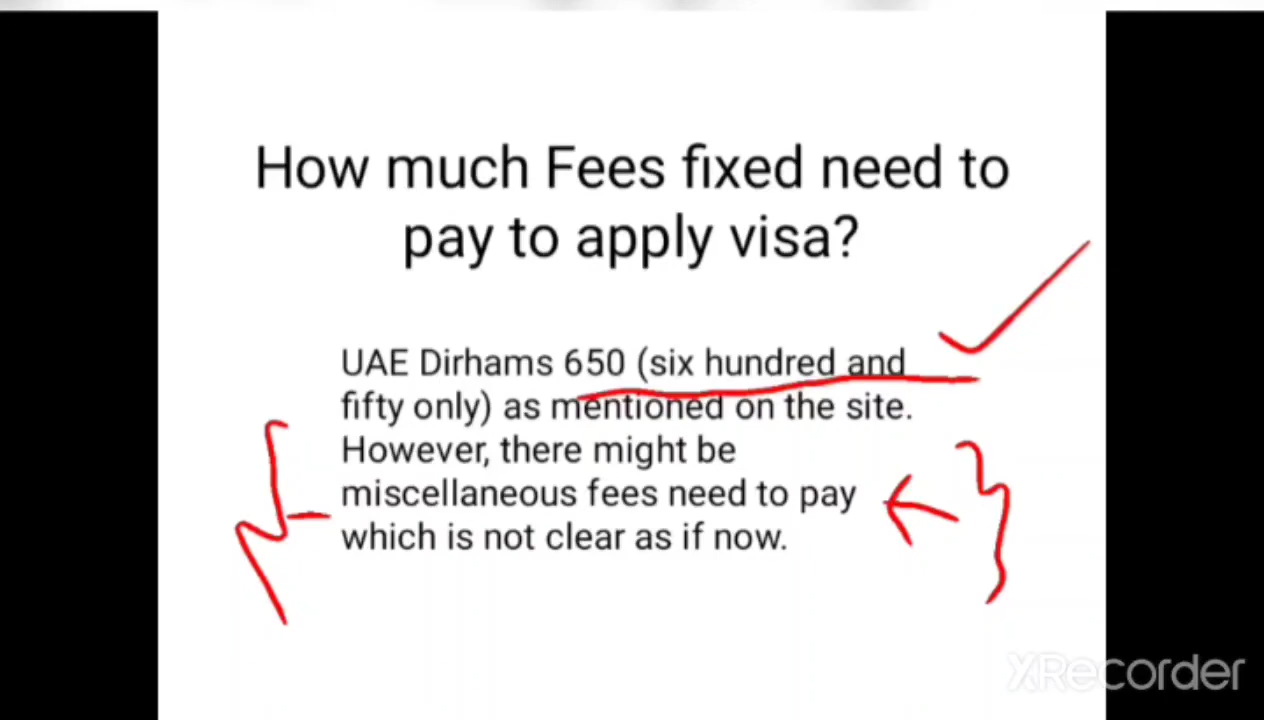 How much Fees fixed need to
pay to apply visa?
UAE Dirhams 650 (six hundred and
fifty only) as mentioned on the site.
However, there might be
miscellaneous fees need to pay
which is not clear as if now.
XRecorder